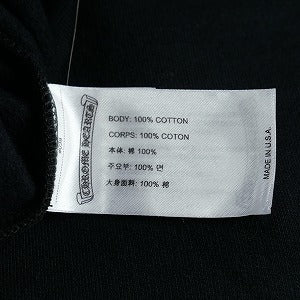 CHROME HEARTS
BODY: 100% COTTON
CORPS: 100% COTON
本体: 棉 100%
주요부: 100% 면
大身面料: 100% 棉
MADE IN U.S.A.